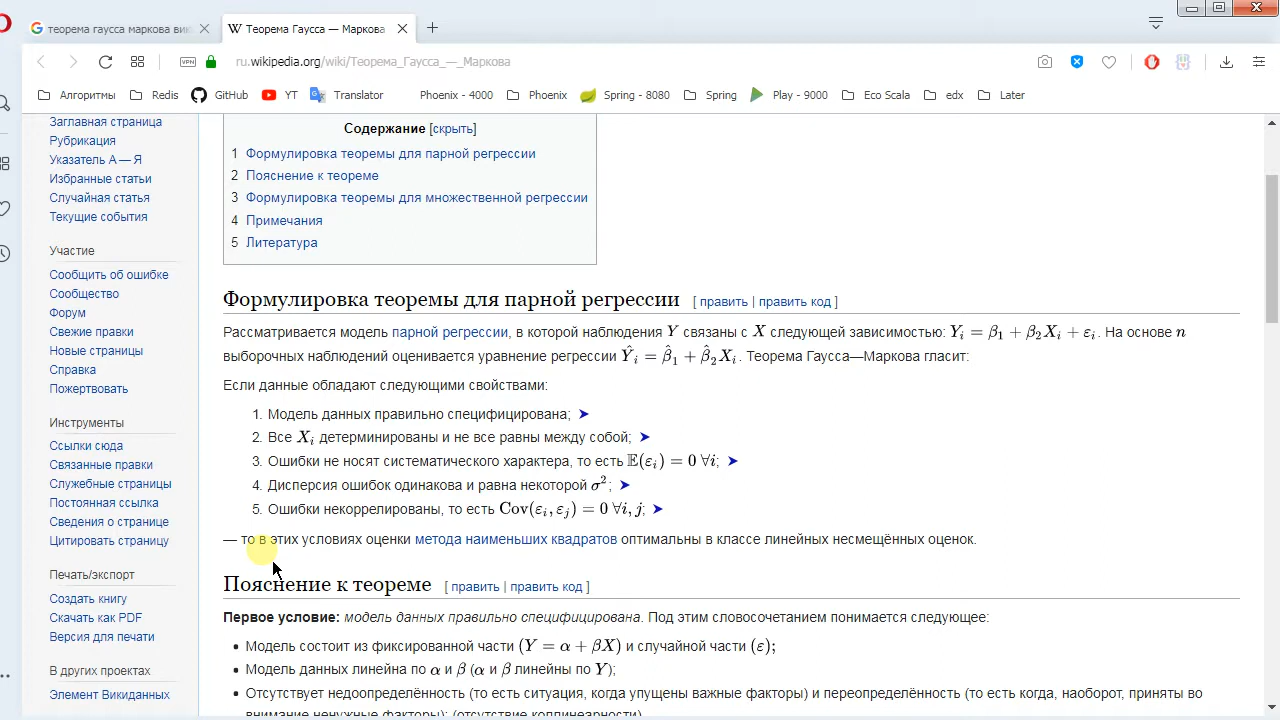 теорема гаусса маркова вик
Теорема Гаусса — Маркова
VPN
ru.wikipedia.org/wiki/Теорема_Гаусса_—_Маркова
Алгоритмы Redis GitHub YT Translator Phoenix - 4000 Phoenix Spring - 8080 Spring Play - 9000 Eco Scala edx Later
Заглавная страница
Рубрикация
Указатель А — Я
Избранные статьи
Случайная статья
Текущие события
Участие
Сообщить об ошибке
Сообщество
Форум
Свежие правки
Новые страницы
Справка
Пожертвовать
Инструменты
Ссылки сюда
Связанные правки
Служебные страницы
Постоянная ссылка
Сведения о странице
Цитировать страницу
Печать/экспорт
Создать книгу
Скачать как PDF
Версия для печати
В других проектах
Элемент Викиданных
Содержание [скрыть]
1 Формулировка теоремы для парной регрессии
2 Пояснение к теореме
3 Формулировка теоремы для множественной регрессии
4 Примечания
5 Литература
Формулировка теоремы для парной регрессии [ править | править код ]
Рассматривается модель парной регрессии, в которой наблюдения Y связаны с X следующей зависимостью: Yᵢ = β₁ + β₂Xᵢ + εᵢ. На основе n
выборочных наблюдений оценивается уравнение регрессии Ŷᵢ = β̂₁ + β̂₂Xᵢ. Теорема Гаусса—Маркова гласит:
Если данные обладают следующими свойствами:
1. Модель данных правильно специфицирована; ➤
2. Все Xᵢ детерминированы и не все равны между собой; ➤
3. Ошибки не носят систематического характера, то есть 𝔼(εᵢ) = 0 ∀i; ➤
4. Дисперсия ошибок одинакова и равна некоторой σ²; ➤
5. Ошибки некоррелированы, то есть Cov(εᵢ, εⱼ) = 0 ∀i, j; ➤
— то в этих условиях оценки метода наименьших квадратов оптимальны в классе линейных несмещённых оценок.
Пояснение к теореме [ править | править код ]
Первое условие: модель данных правильно специфицирована. Под этим словосочетанием понимается следующее:
• Модель состоит из фиксированной части (Y = α + βX) и случайной части (ε);
• Модель данных линейна по α и β (α и β линейны по Y);
• Отсутствует недоопределённость (то есть ситуация, когда упущены важные факторы) и переопределённость (то есть когда, наоборот, приняты во
внимание ненужные факторы); (отсутствие коллинеарности)